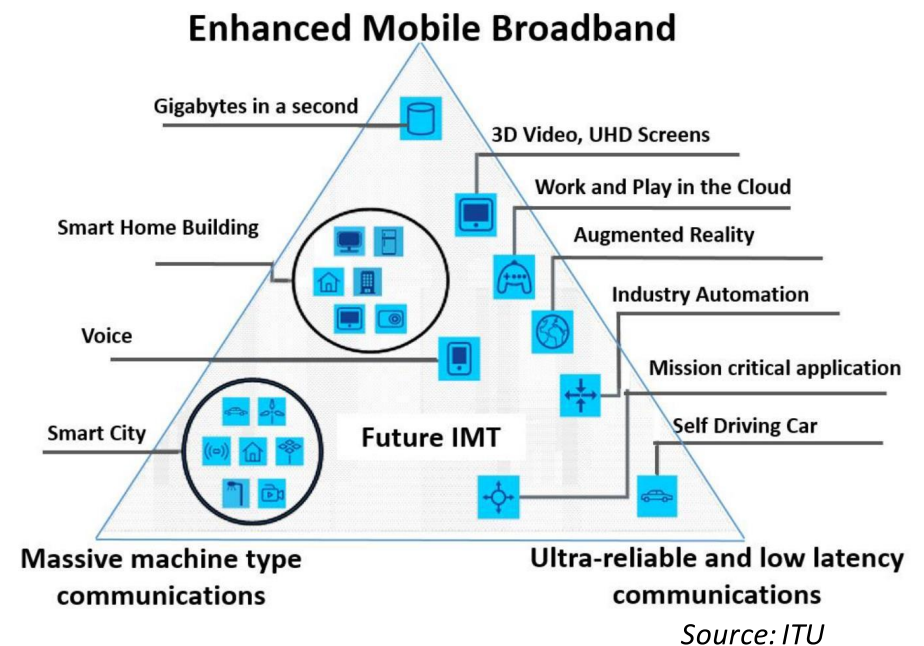 Enhanced Mobile Broadband
Gigabytes in a second
3D Video, UHD Screens
Work and Play in the Cloud
Smart Home Building
Augmented Reality
Industry Automation
Voice
Mission critical application
Self Driving Car
Smart City
Future IMT
Massive machine type
communications
Ultra-reliable and low latency
communications
Source: ITU